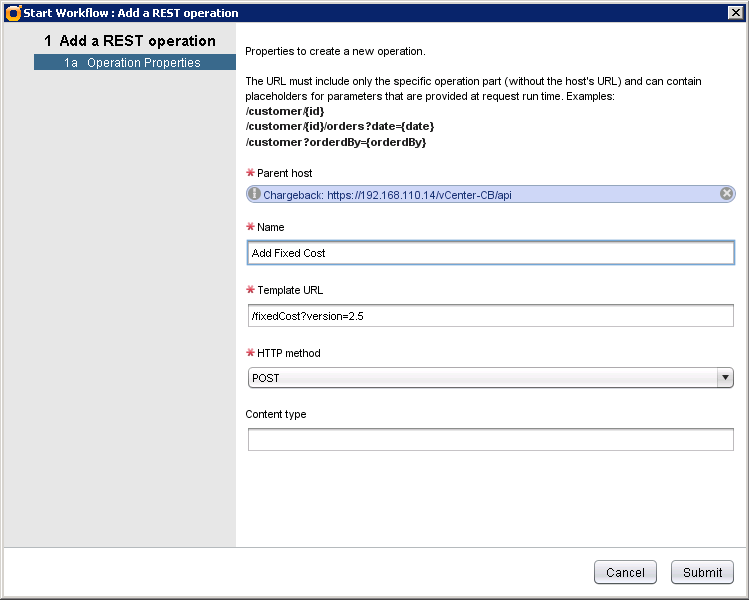 Start Workflow : Add a REST operation
1 Add a REST operation
1a Operation Properties
Properties to create a new operation.
The URL must include only the specific operation part (without the host's URL) and can contain
placeholders for parameters that are provided at request run time. Examples:
/customer/{id}
/customer/{id}/orders?date={date}
/customer?orderdBy={orderdBy}
* Parent host
Chargeback: https://192.168.110.14/vCenter-CB/api
* Name
Add Fixed Cost
* Template URL
/fixedCost?version=2.5
* HTTP method
POST
Content type
Cancel Submit